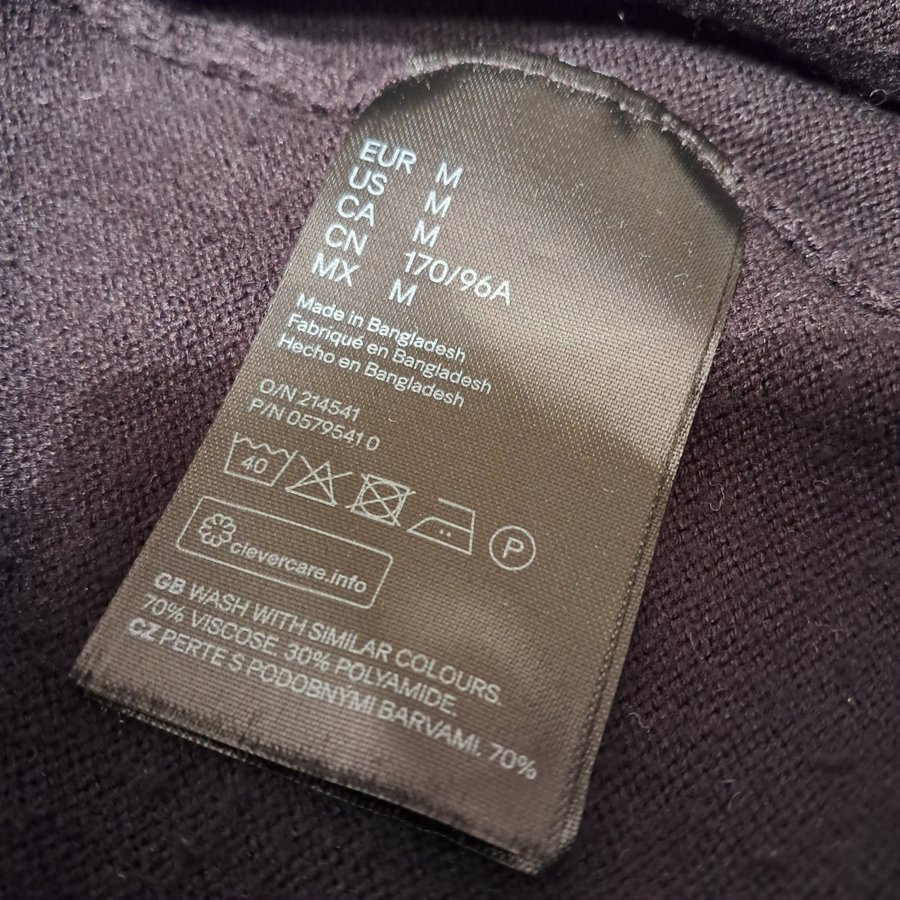 EUR M
US M
CA M
CN 170/96A
MX M
Made in Bangladesh
Fabriqué en Bangladesh
Hecho en Bangladesh
O/N 214541
P/N 0579541 0
40
P
clevercare.info
GB WASH WITH SIMILAR COLOURS.
70% VISCOSE. 30% POLYAMIDE.
CZ PERTE S PODOBNÝMI BARVAMI. 70%